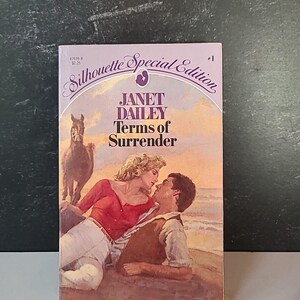 Silhouette Special Edition
#1
JANET
DAILEY
Terms of
Surrender